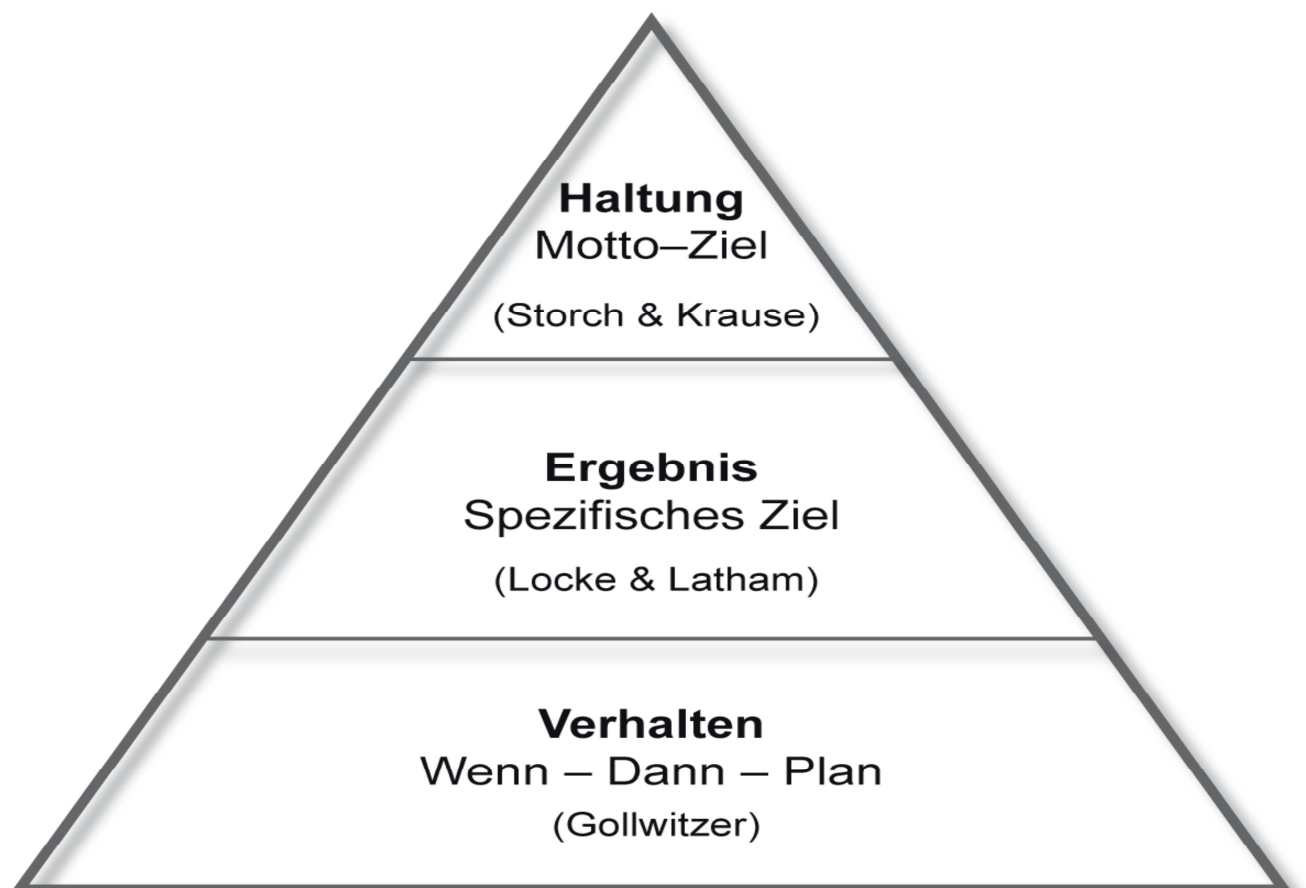 Haltung
Motto–Ziel
(Storch & Krause)
Ergebnis
Spezifisches Ziel
(Locke & Latham)
Verhalten
Wenn – Dann – Plan
(Gollwitzer)